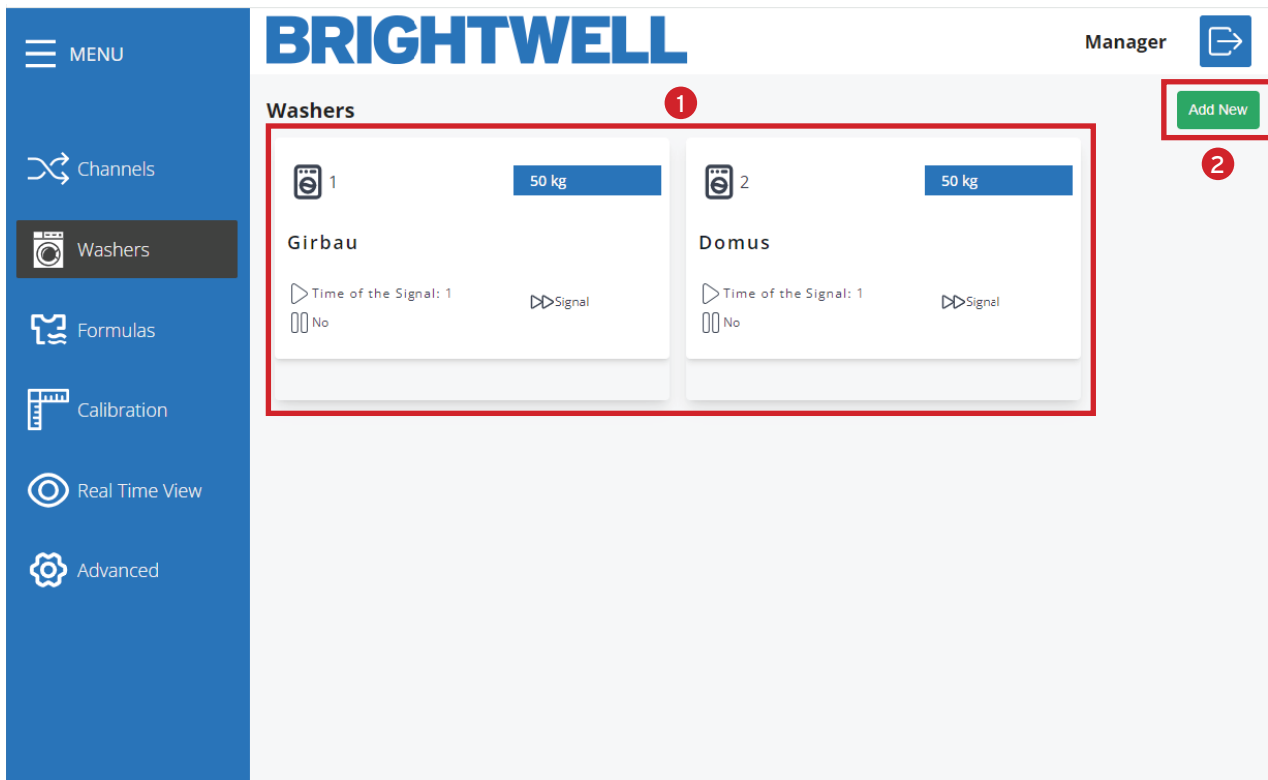 MENU
BRIGHTWELL
Manager
Washers
1
Add New
2
Channels
Washers
Formulas
Calibration
Real Time View
Advanced
1
50 kg
Girbau
Time of the Signal: 1
Signal
No
2
50 kg
Domus
Time of the Signal: 1
Signal
No